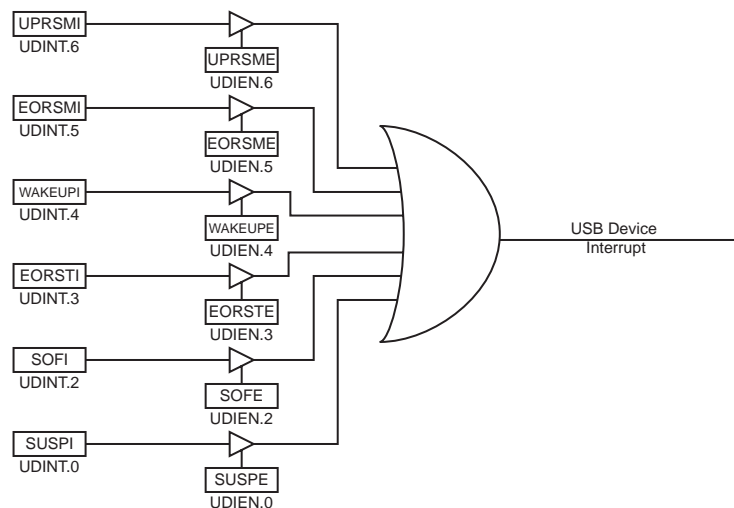 UPRSMI
UDINT.6
UPRSME
UDIEN.6
EORSMI
UDINT.5
EORSME
UDIEN.5
WAKEUPI
UDINT.4
WAKEUPE
UDIEN.4
EORSTI
UDINT.3
EORSTE
UDIEN.3
SOFI
UDINT.2
SOFE
UDIEN.2
SUSPI
UDINT.0
SUSPE
UDIEN.0
USB Device
Interrupt